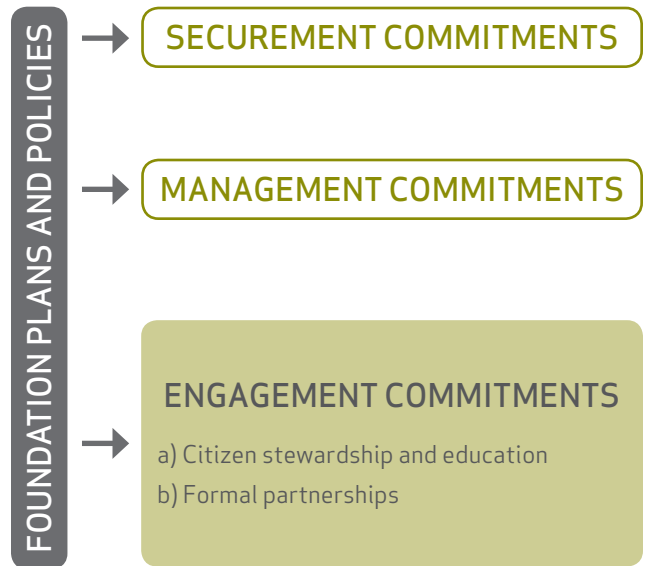 FOUNDATION PLANS AND POLICIES
SECUREMENT COMMITMENTS
MANAGEMENT COMMITMENTS
ENGAGEMENT COMMITMENTS
a) Citizen stewardship and education
b) Formal partnerships